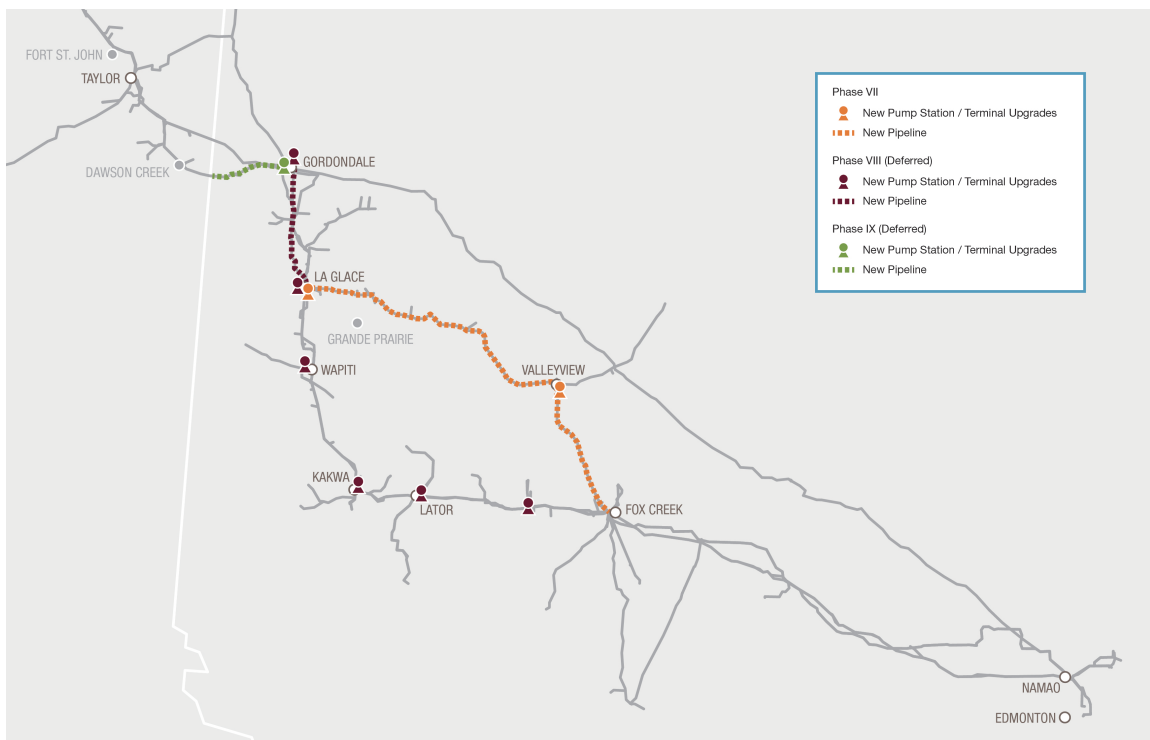 FORT ST. JOHN
TAYLOR
DAWSON CREEK
GORDONDALE
LA GLACE
GRANDE PRAIRIE
WAPITI
VALLEYVIEW
KAKWA
LATOR
FOX CREEK
NAMAO
EDMONTON
Phase VII
New Pump Station / Terminal Upgrades
New Pipeline
Phase VIII (Deferred)
New Pump Station / Terminal Upgrades
New Pipeline
Phase IX (Deferred)
New Pump Station / Terminal Upgrades
New Pipeline